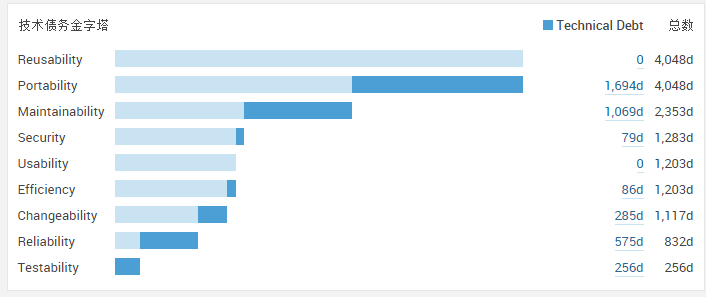 技术债务金字塔 Technical Debt 总数
Reusability 0 4,048d
Portability 1,694d 4,048d
Maintainability 1,069d 2,353d
Security 79d 1,283d
Usability 0 1,203d
Efficiency 86d 1,203d
Changeability 285d 1,117d
Reliability 575d 832d
Testability 256d 256d